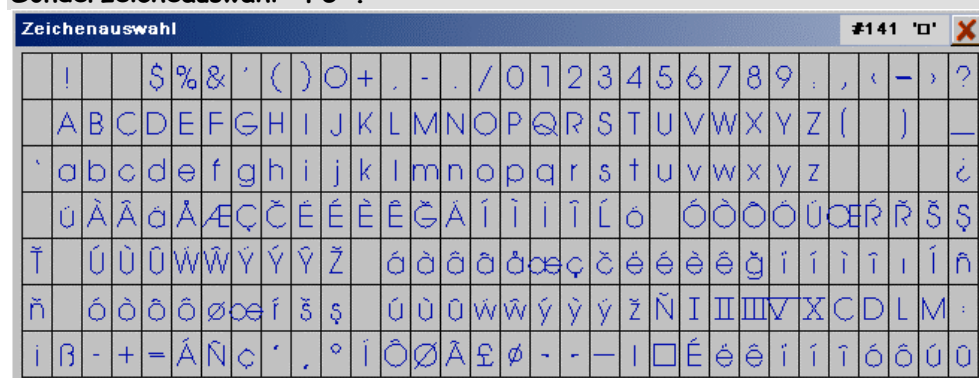 Zeichenauswahl #141 '□'
! $ % & ´ ( ) O + , - . / 0 1 2 3 4 5 6 7 8 9 : , ‹ – › ?
A B C D E F G H I J K L M N O P Q R S T U V W X Y Z ( ) _
` a b c d e f g h i j k l m n o p q r s t u v w x y z ¿
À Â Å Æ Ç Č É È Ê Ğ Í Ì Î Ĺ Ó Ò Ô Œ Ŕ Ř Š Ş
Ť Ú Ù Û Ŵ Ý Ŷ Ž á à â å œ ç č é è ê ğ í ì î ı Í ñ
ň ó ò ô ø œ ŕ š ş ú ù û ŵ ý ỳ ž Ñ I II III V X C D L M :
i ß - + = Á Ñ ç ° Ô Ø Ã £ ø - - — I □ É ë ê ï í î ó ô ú û